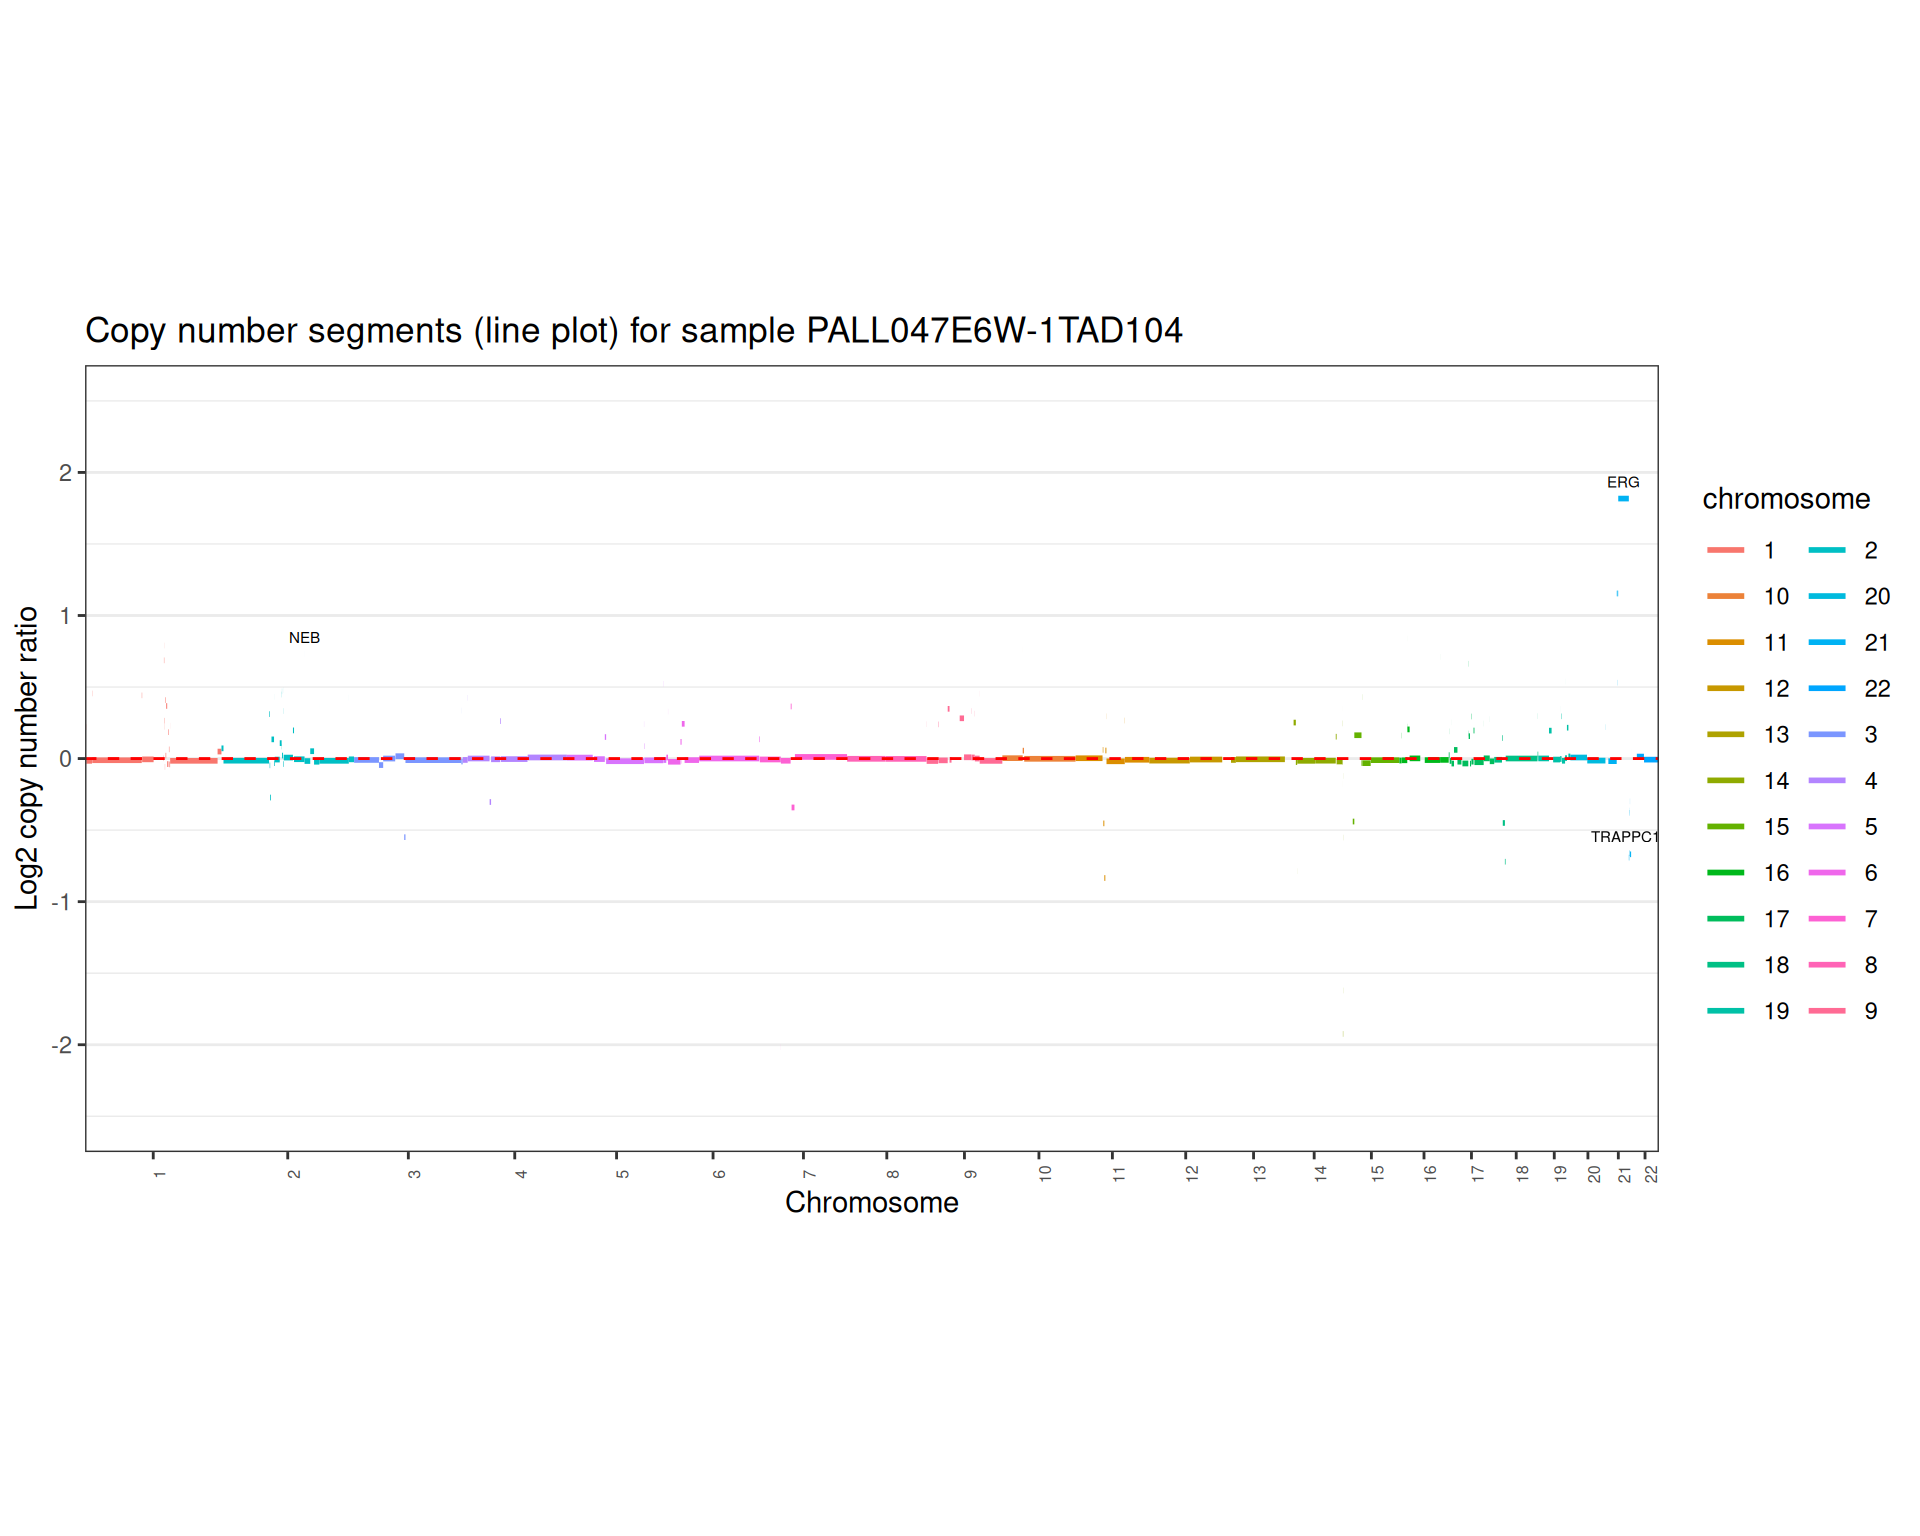 Copy number segments (line plot) for sample PALL047E6W-1TAD104
Log2 copy number ratio
2
1
0
-1
-2
ERG
NEB
TRAPPC1
1 2 3 4 5 6 7 8 9 10 11 12 13 14 15 16 17 18 19 20 21 22
Chromosome
chromosome
1 2
10 20
11 21
12 22
13 3
14 4
15 5
16 6
17 7
18 8
19 9